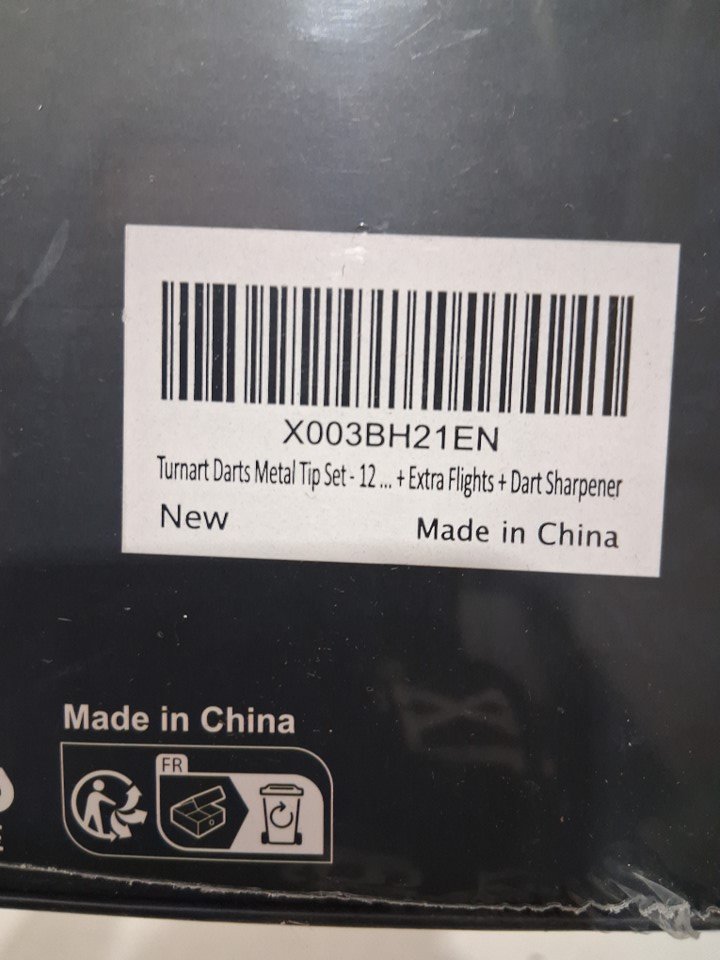 X003BH21EN
Turnart Darts Metal Tip Set - 12 ... + Extra Flights + Dart Sharpener
New
Made in China
Made in China
FR